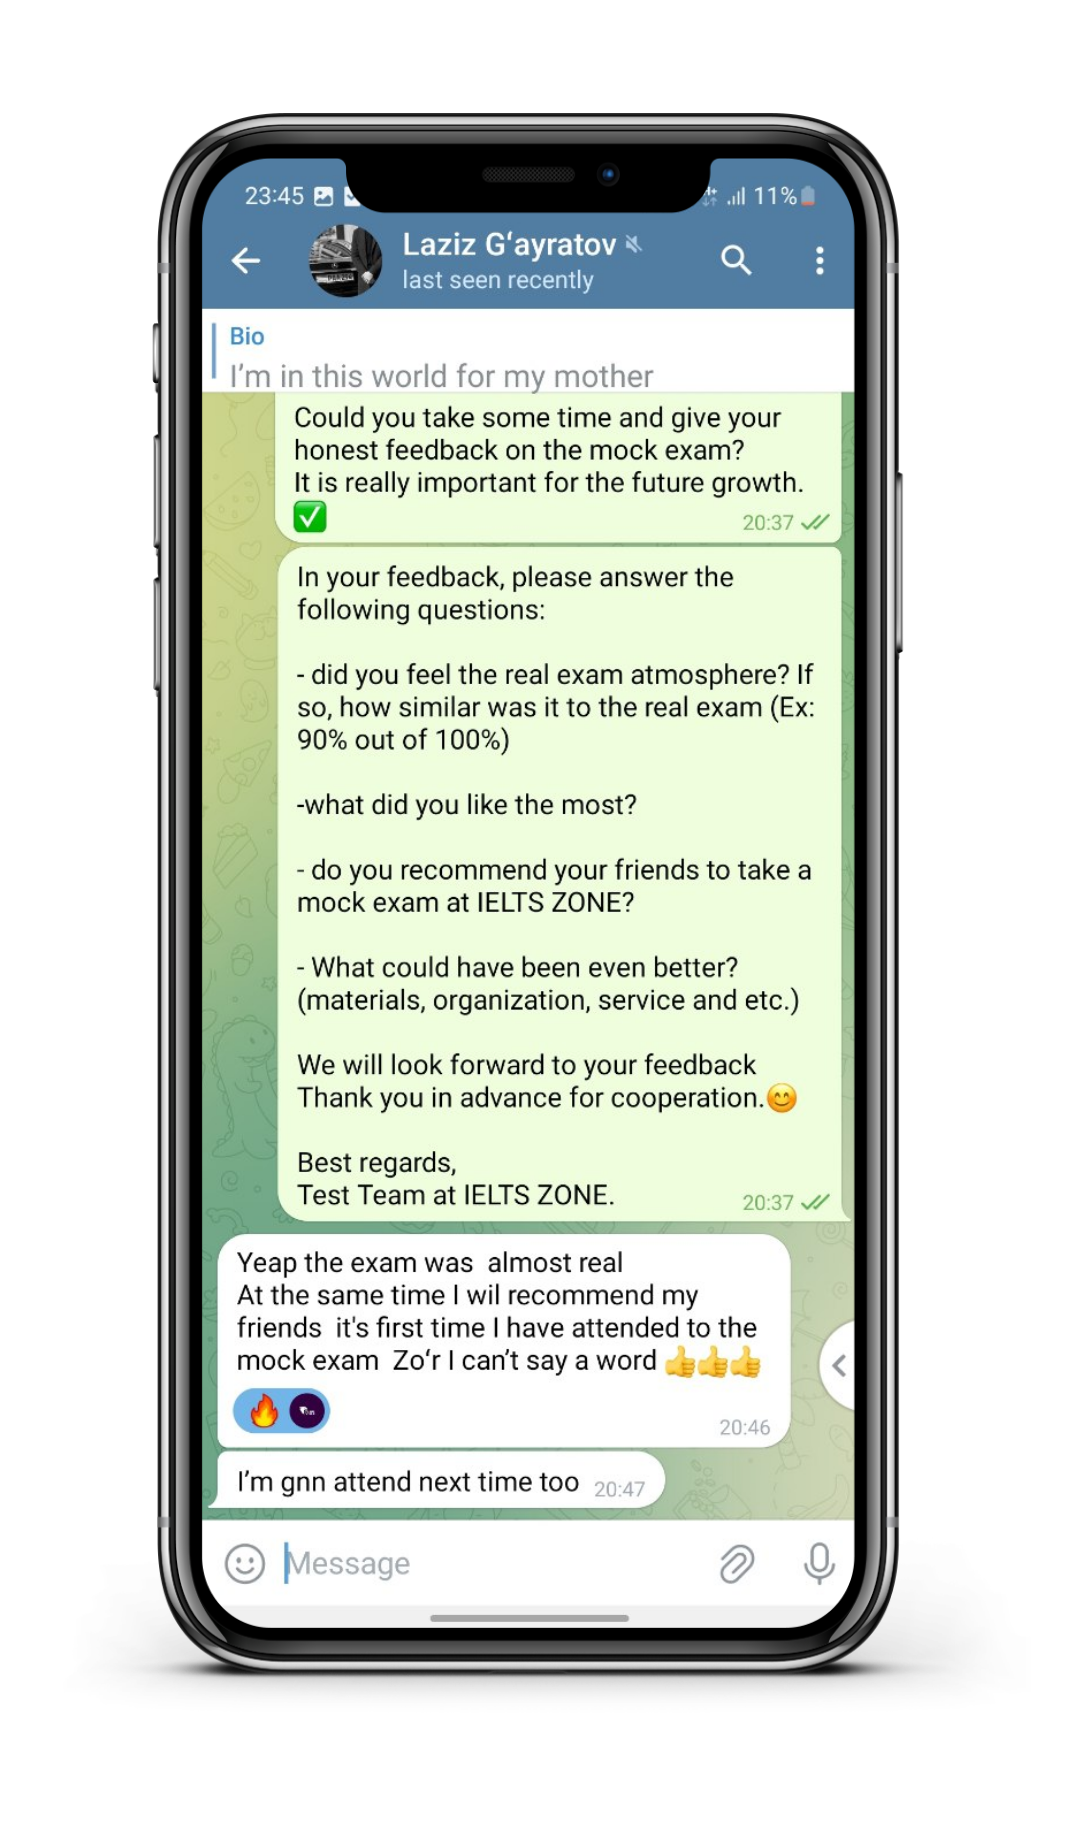 23:45
11%
Laziz Gʻayratov
last seen recently
Bio
I’m in this world for my mother
Could you take some time and give your
honest feedback on the mock exam?
It is really important for the future growth.
✅
20:37
In your feedback, please answer the
following questions:
- did you feel the real exam atmosphere? If
so, how similar was it to the real exam (Ex:
90% out of 100%)
-what did you like the most?
- do you recommend your friends to take a
mock exam at IELTS ZONE?
- What could have been even better?
(materials, organization, service and etc.)
We will look forward to your feedback
Thank you in advance for cooperation.😊
Best regards,
Test Team at IELTS ZONE.
20:37
Yeap the exam was  almost real
At the same time I wil recommend my
friends  it's first time I have attended to the
mock exam  Zoʻr I can’t say a word 👍👍👍
🔥
20:46
I’m gnn attend next time too
20:47
Message